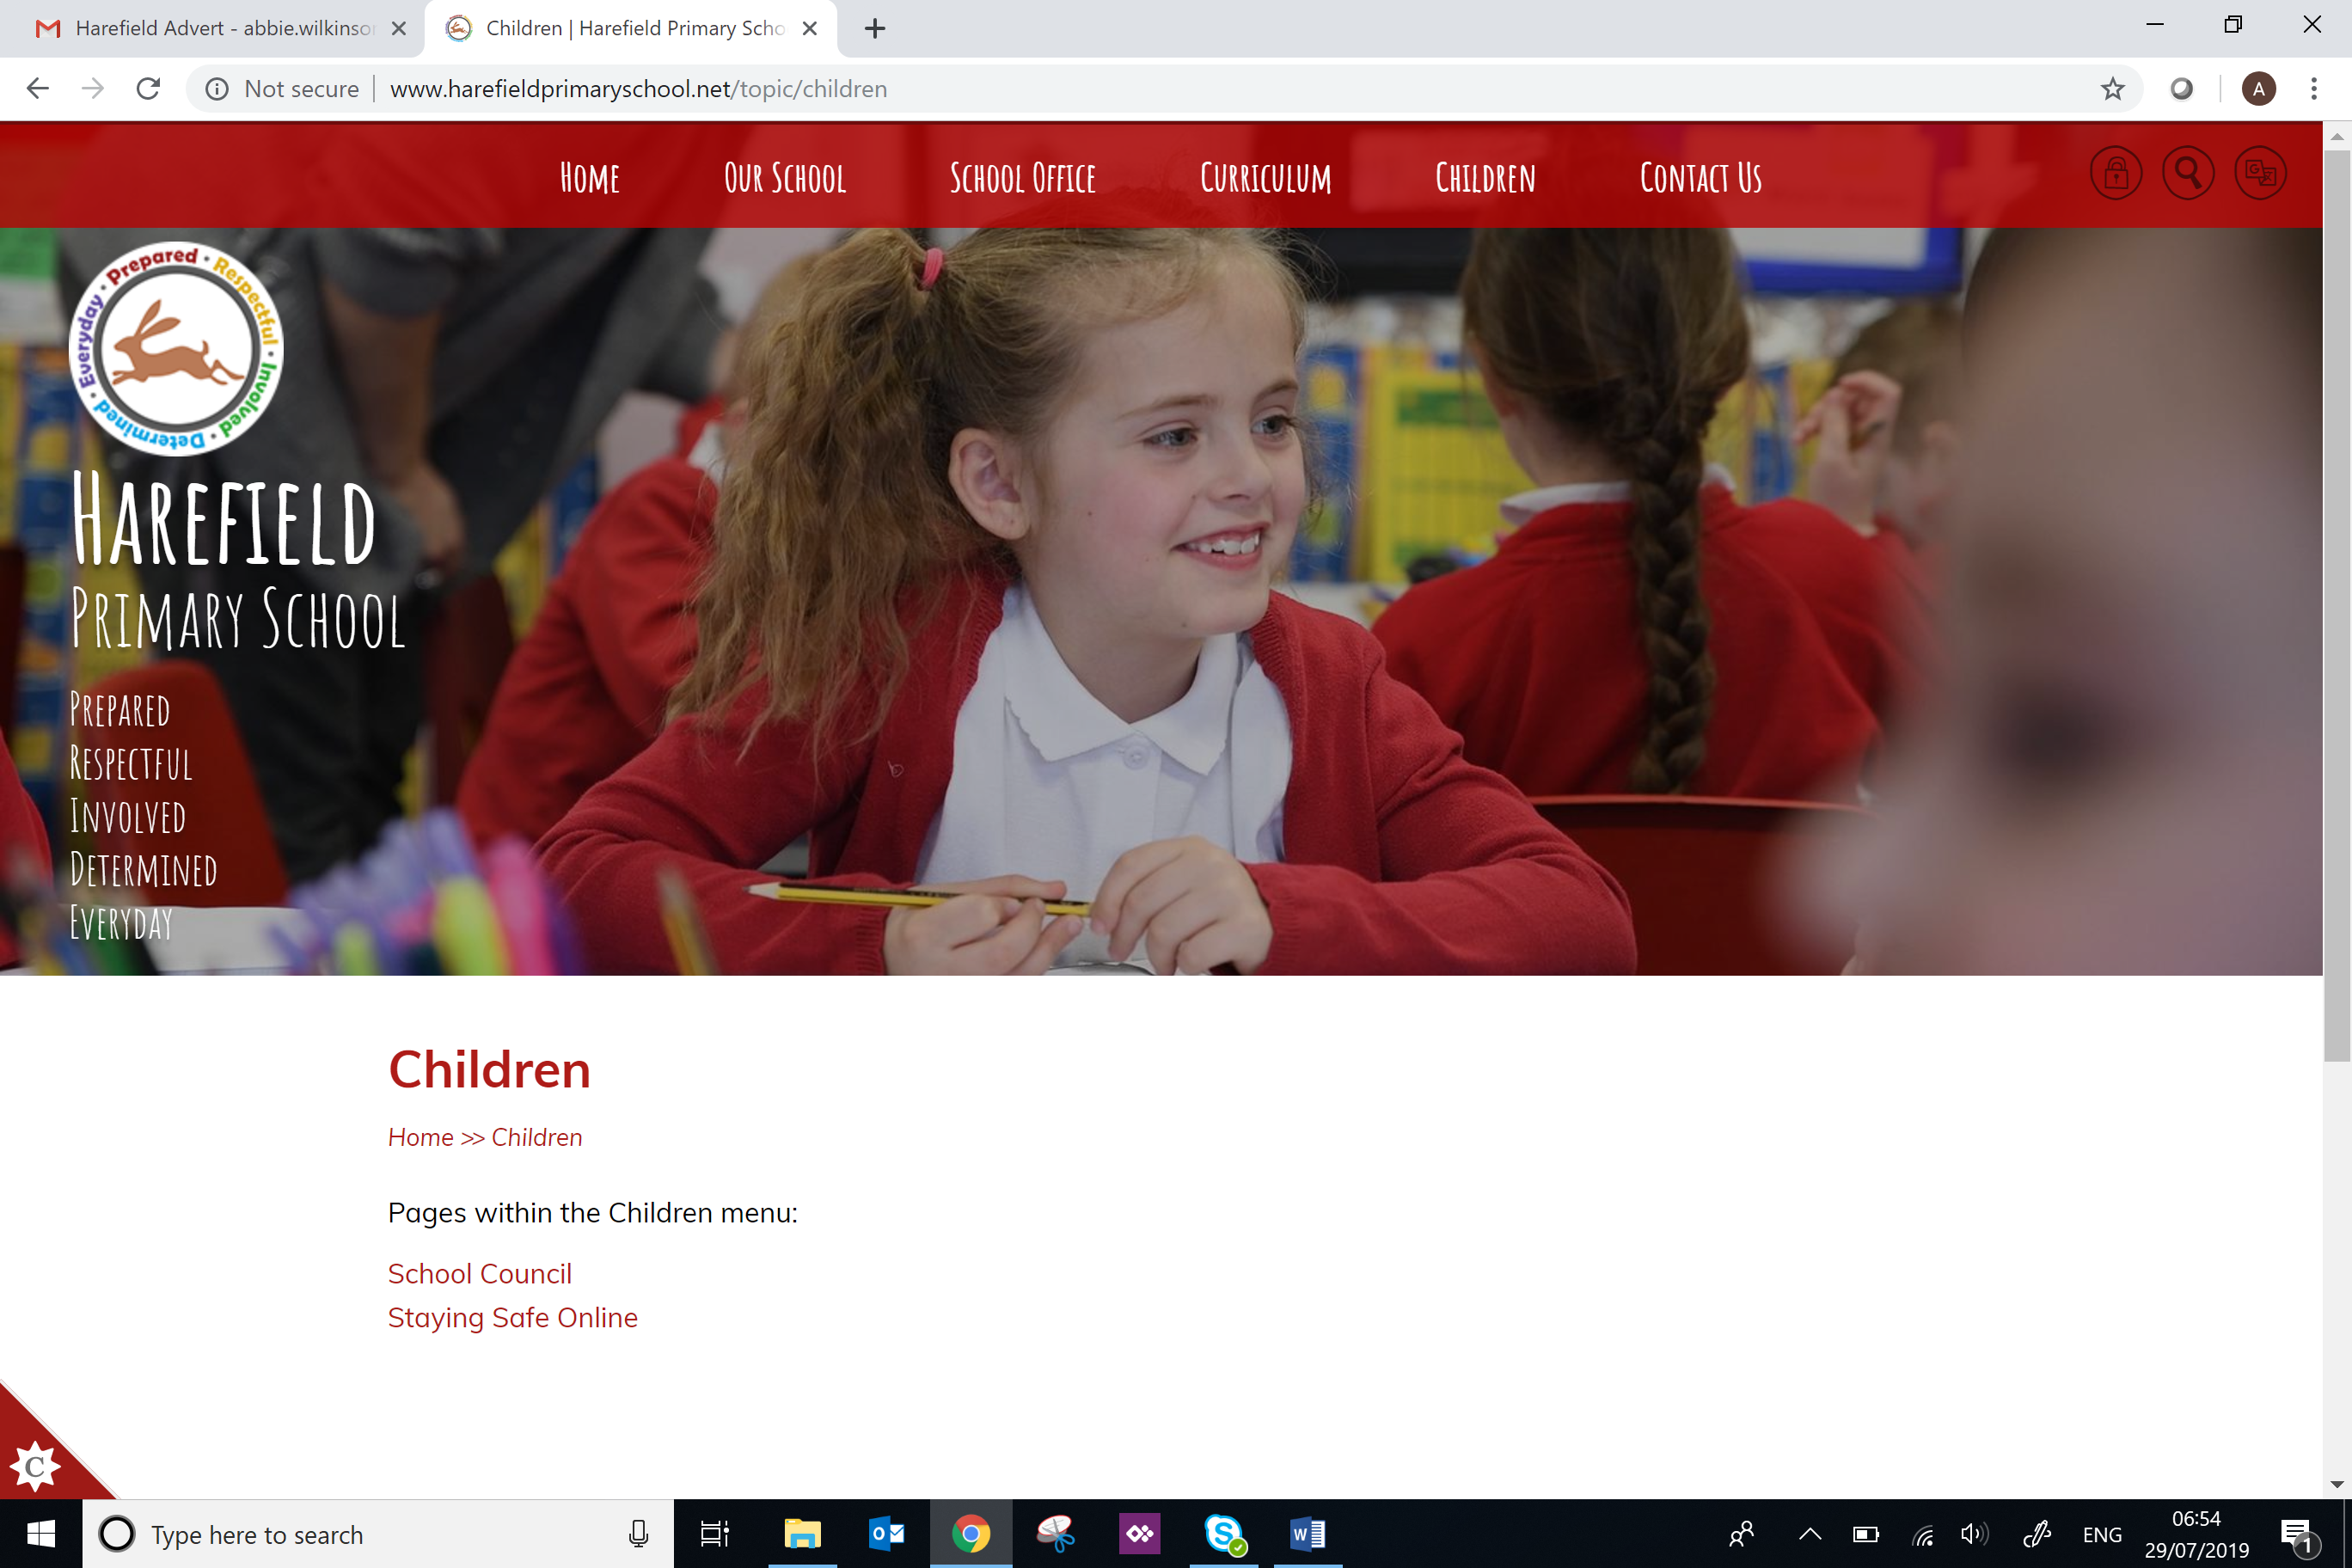 Harefield Advert - abbie.wilkinson
Children | Harefield Primary Scho
Not secure
www.harefieldprimaryschool.net/topic/children
Home
Our School
School Office
Curriculum
Children
Contact Us
Prepared • Respectful • Involved • Determined • Everyday •
Harefield
Primary School
Prepared
Respectful
Involved
Determined
Everyday
Children
Home >> Children
Pages within the Children menu:
School Council
Staying Safe Online
C
Type here to search
ENG
06:54
29/07/2019
1